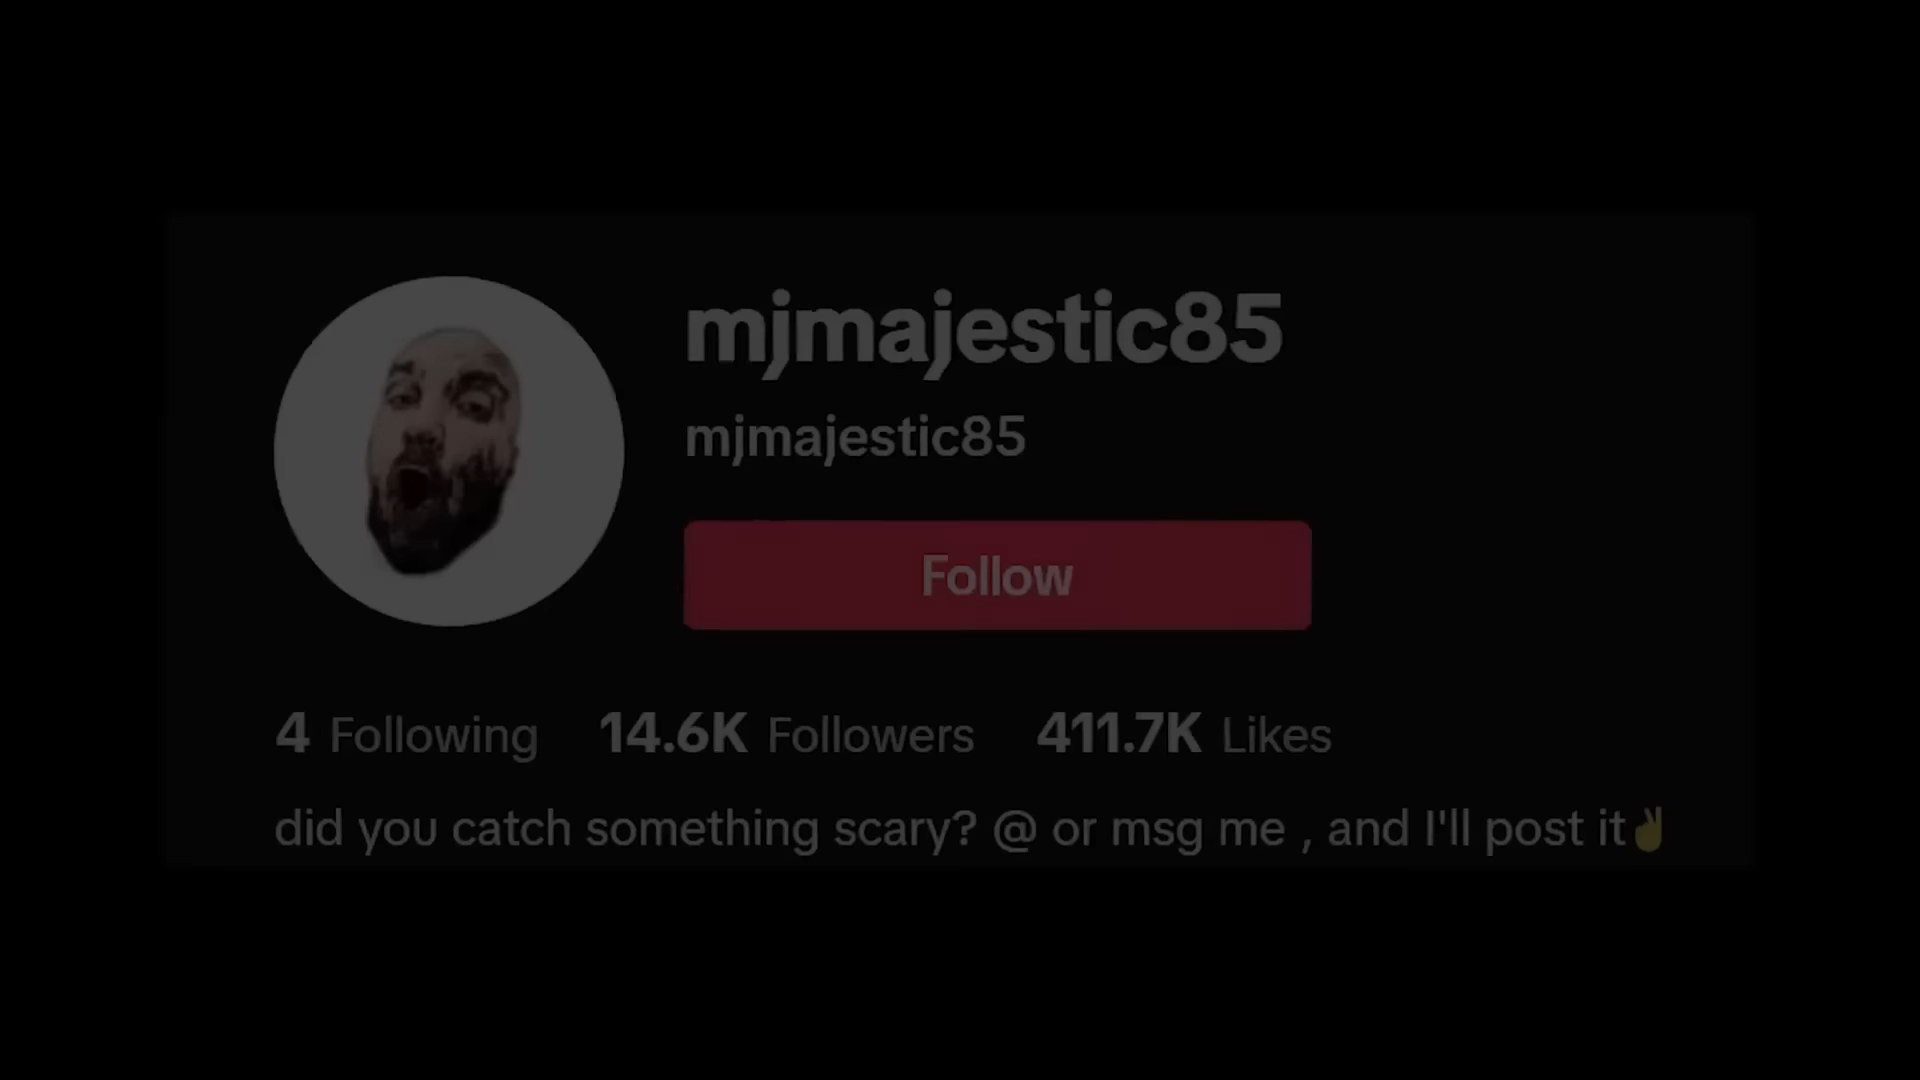 mjmajestic85
mjmajestic85
Follow
4 Following 14.6K Followers 411.7K Likes
did you catch something scary? @ or msg me , and I'll post it✌